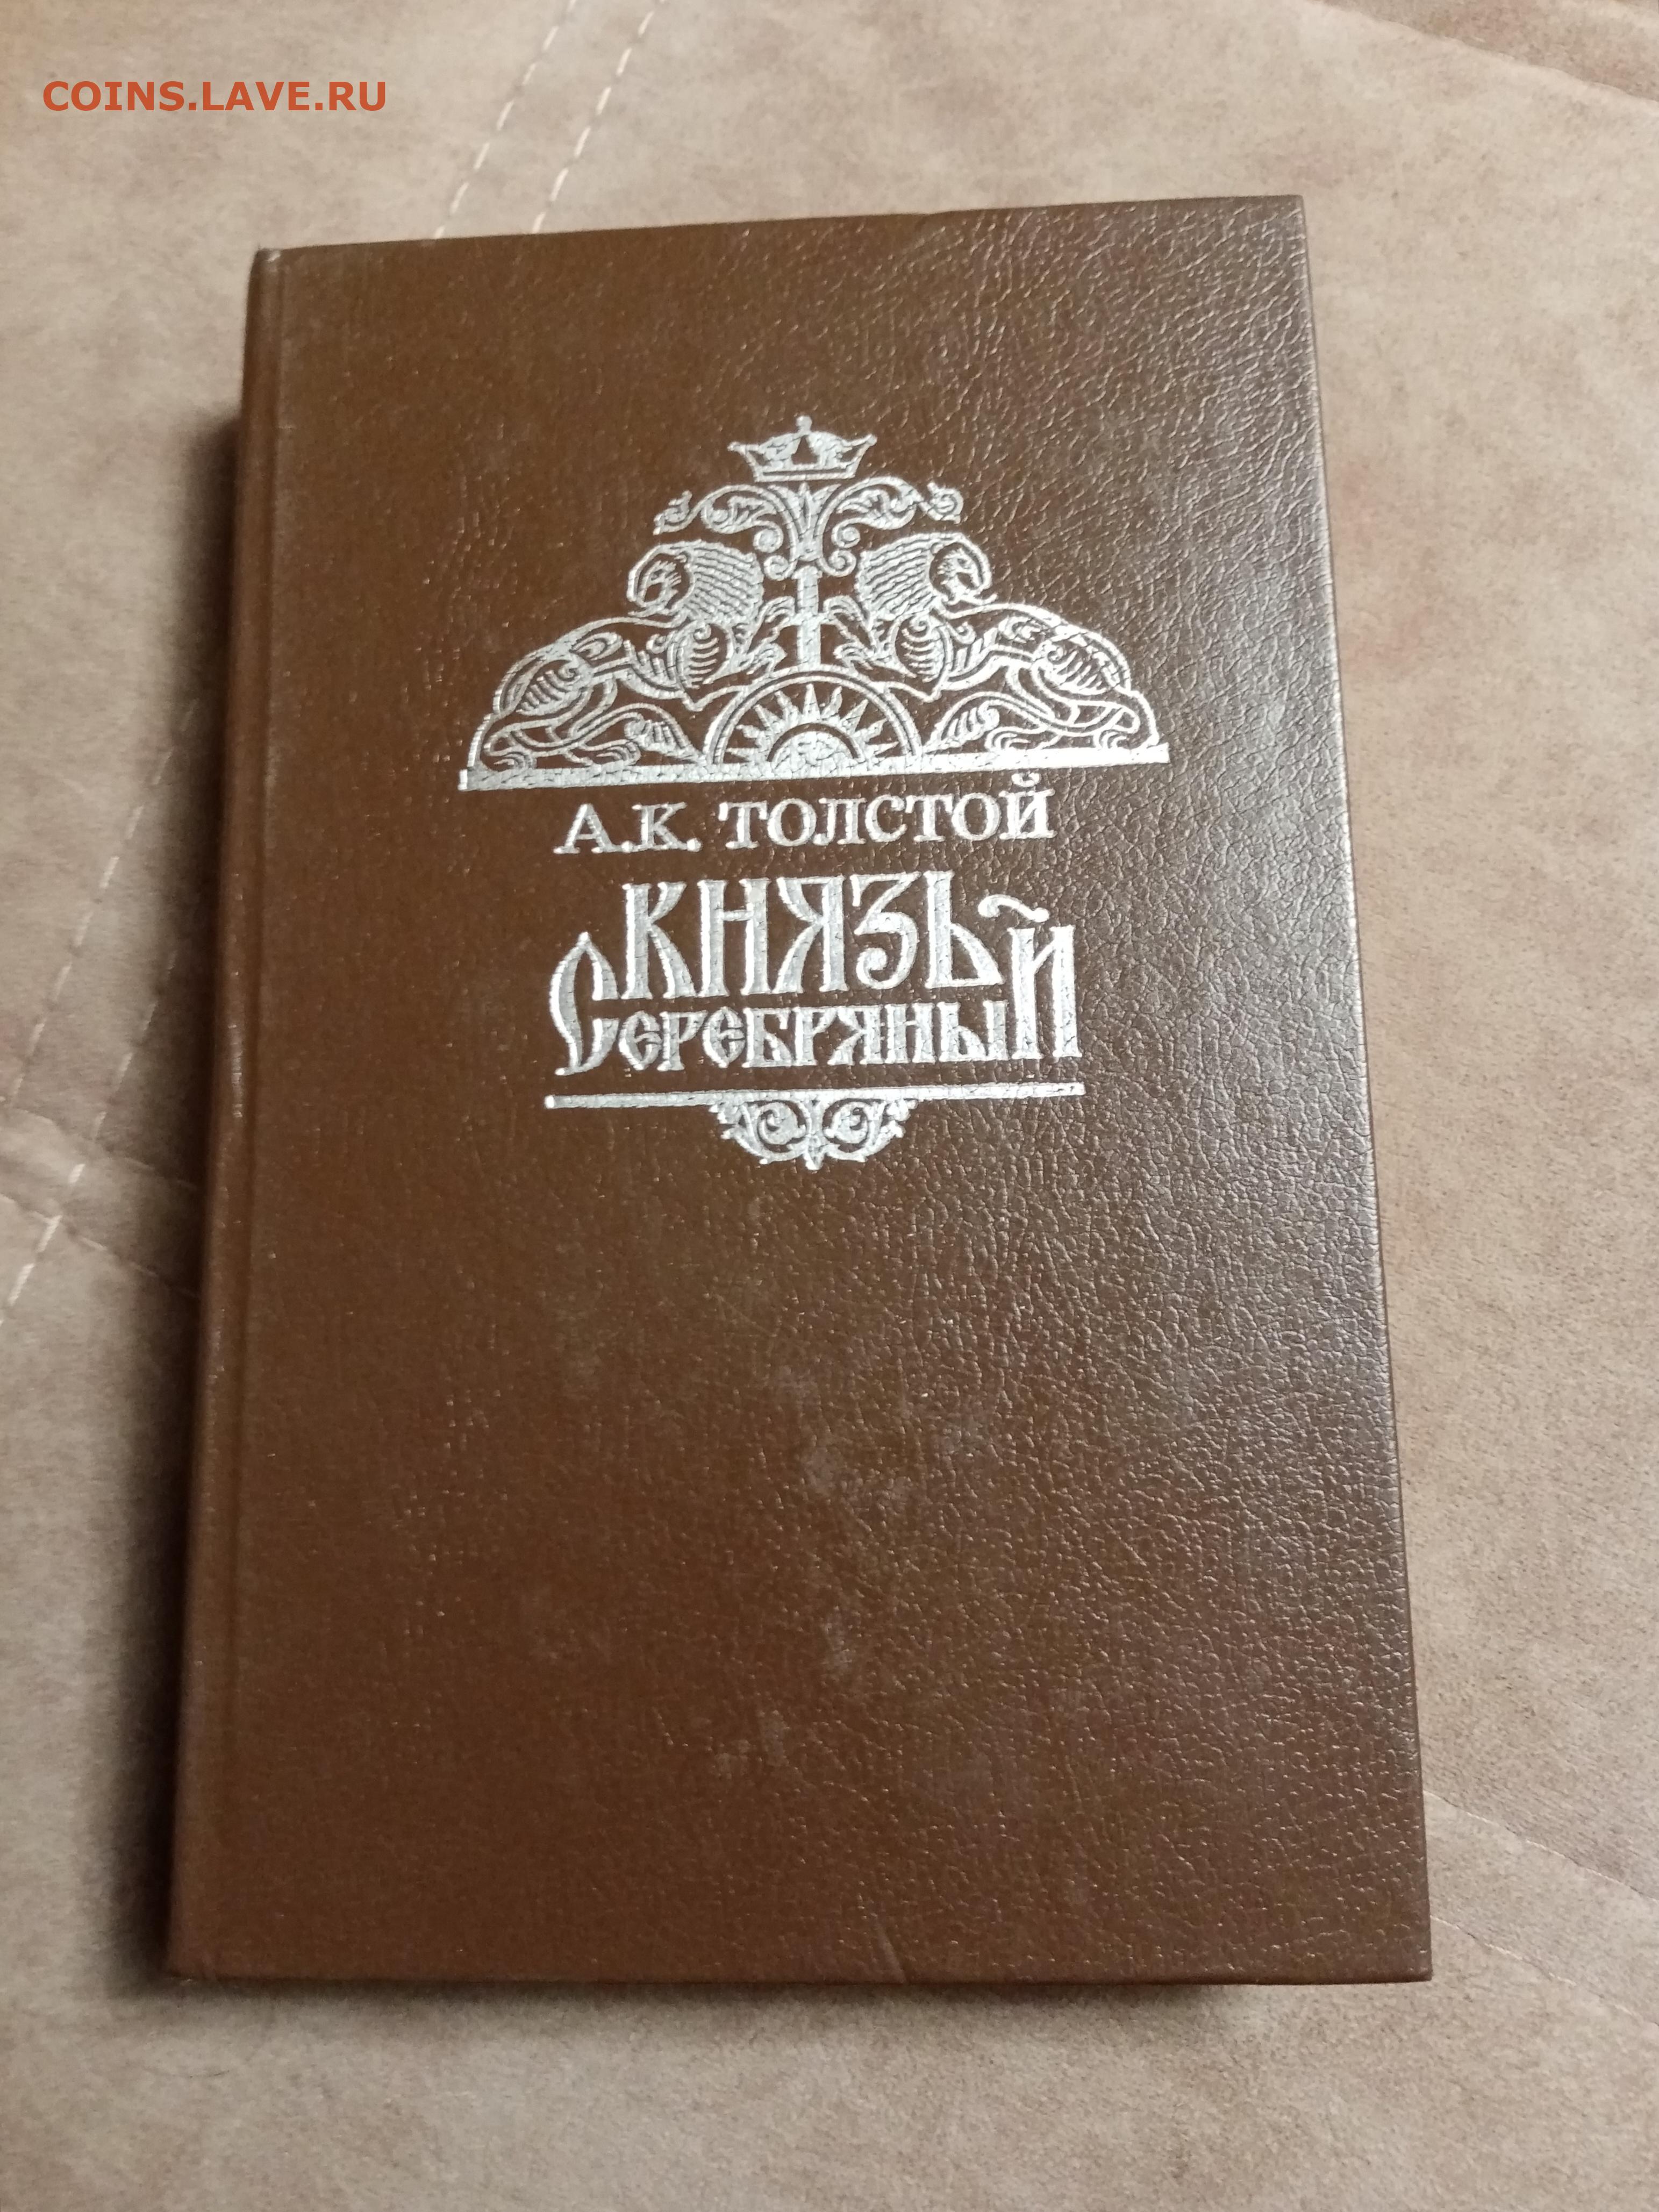 COINS.LAVE.RU
А.К. ТОЛСТОЙ
КНЯЗЬ
СЕРЕБРЯНЫЙ